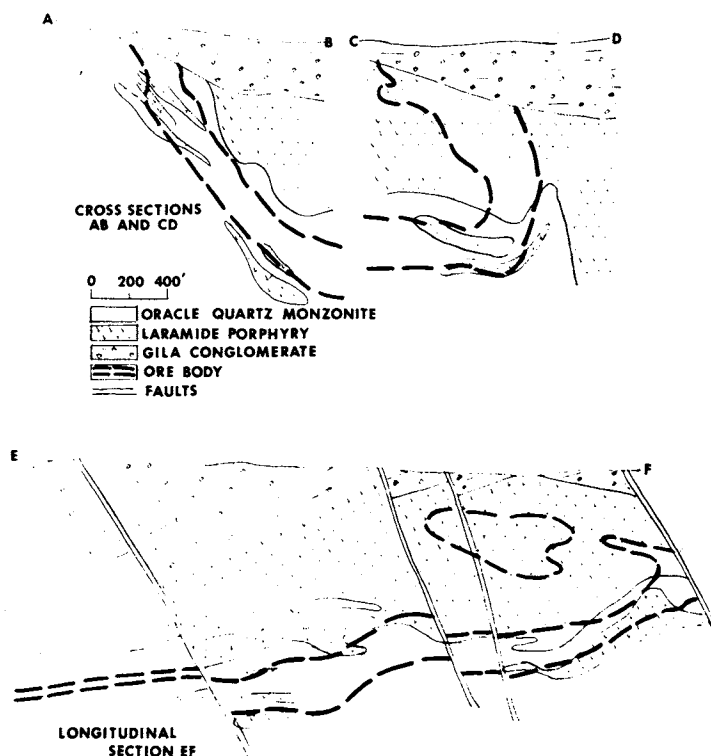 A
B C D
CROSS SECTIONS
AB AND CD
0 200 400'
ORACLE QUARTZ MONZONITE
LARAMIDE PORPHYRY
GILA CONGLOMERATE
ORE BODY
FAULTS
E F
LONGITUDINAL
SECTION EF